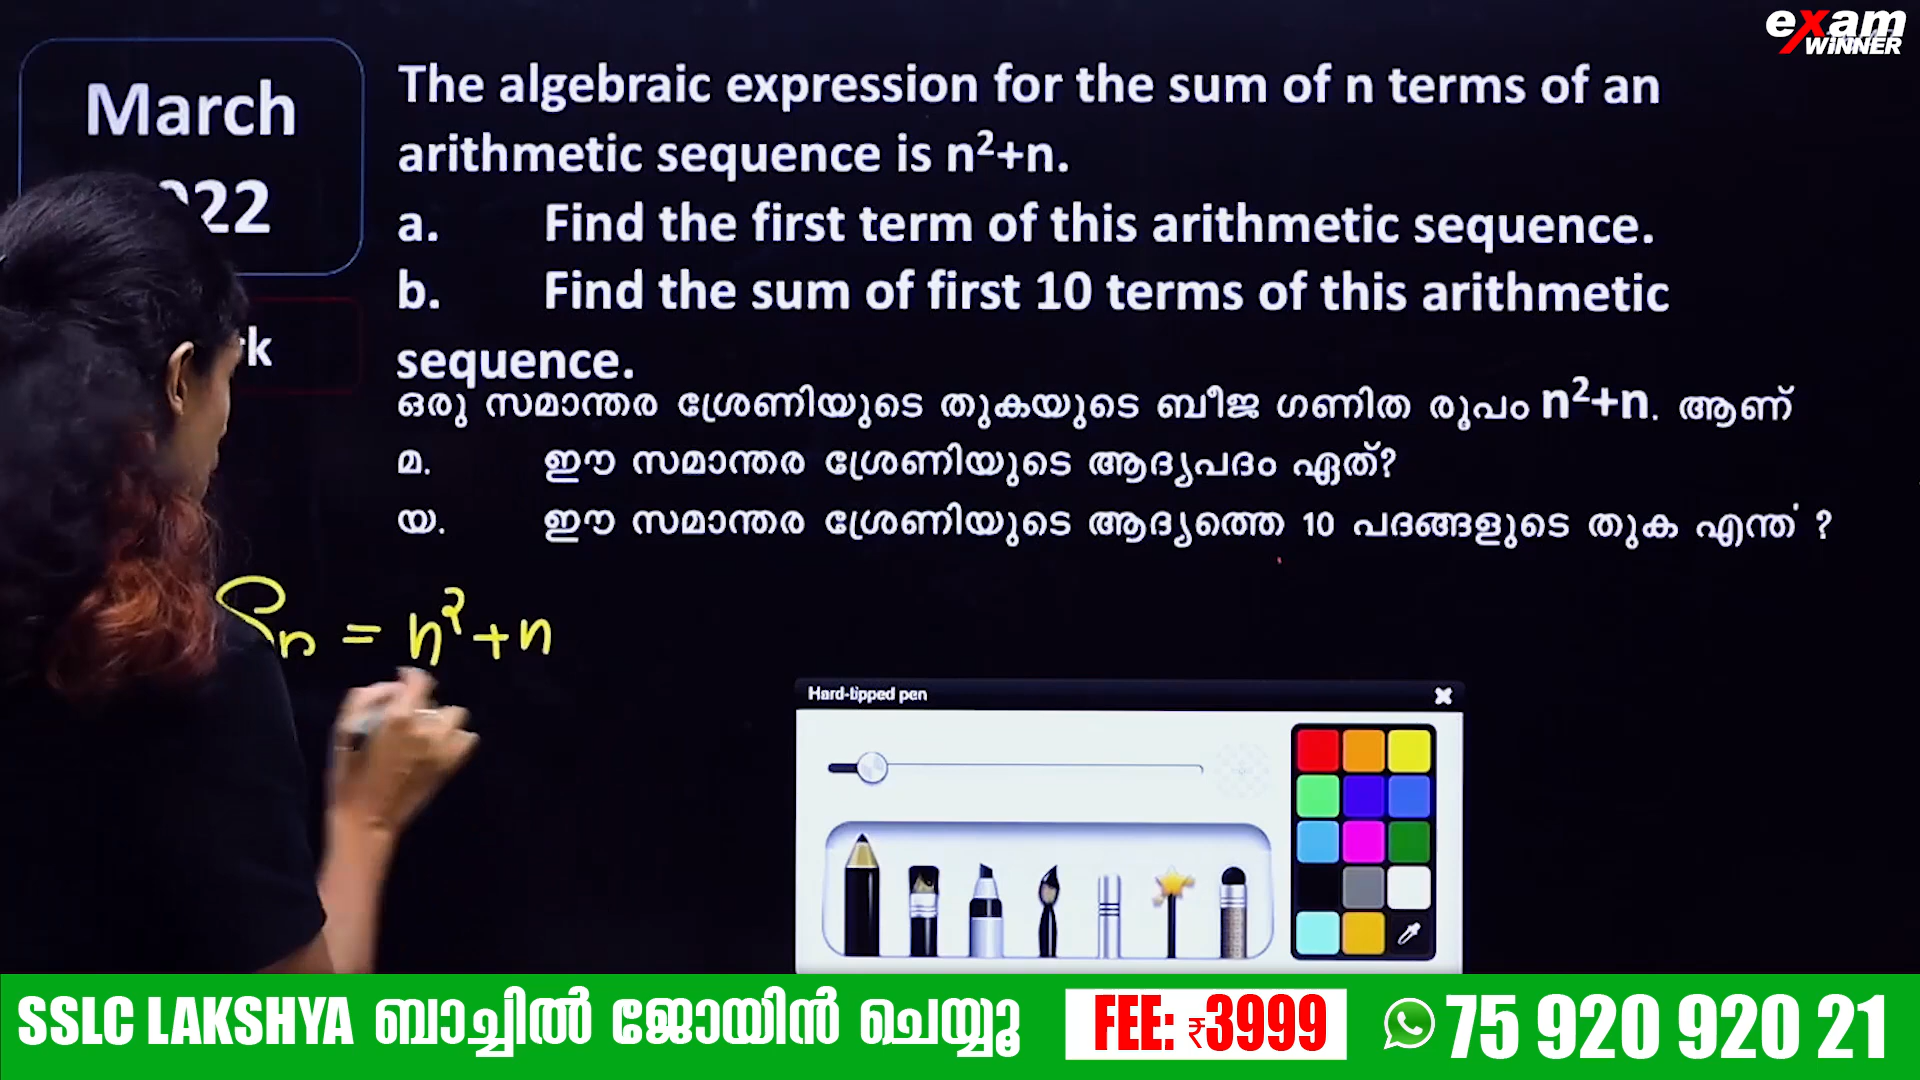 exam
WiNNER
March
22
The algebraic expression for the sum of n terms of an
arithmetic sequence is n²+n.
a. Find the first term of this arithmetic sequence.
b. Find the sum of first 10 terms of this arithmetic
sequence.
ഒരു സമാന്തര ശ്രേണിയുടെ തുകയുടെ ബീജ ഗണിത രൂപം n²+n. ആണ്
മ. ഈ സമാന്തര ശ്രേണിയുടെ ആദ്യപദം ഏത്?
യ. ഈ സമാന്തര ശ്രേണിയുടെ ആദ്യത്തെ 10 പദങ്ങളുടെ തുക എന്ത് ?
Sn = n²+n
Hard-tipped pen
SSLC LAKSHYA ബാച്ചിൽ ജോയിൻ ചെയ്യൂ FEE: ₹3999 75 920 920 21